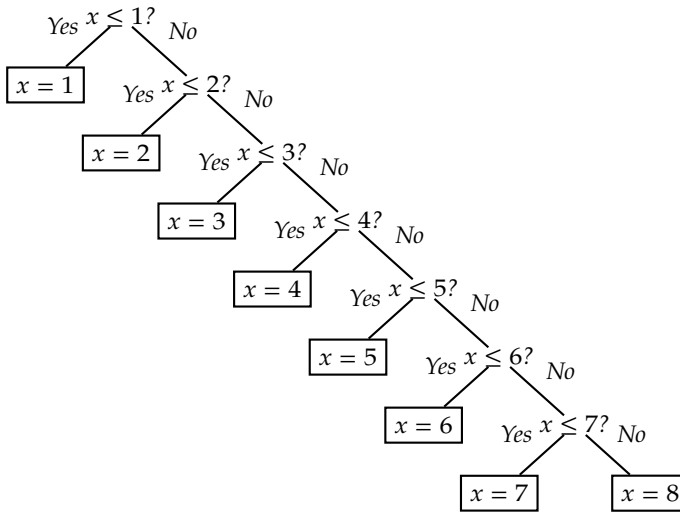 Yes x ≤ 1? No
x = 1
Yes x ≤ 2? No
x = 2
Yes x ≤ 3? No
x = 3
Yes x ≤ 4? No
x = 4
Yes x ≤ 5? No
x = 5
Yes x ≤ 6? No
x = 6
Yes x ≤ 7? No
x = 7 x = 8